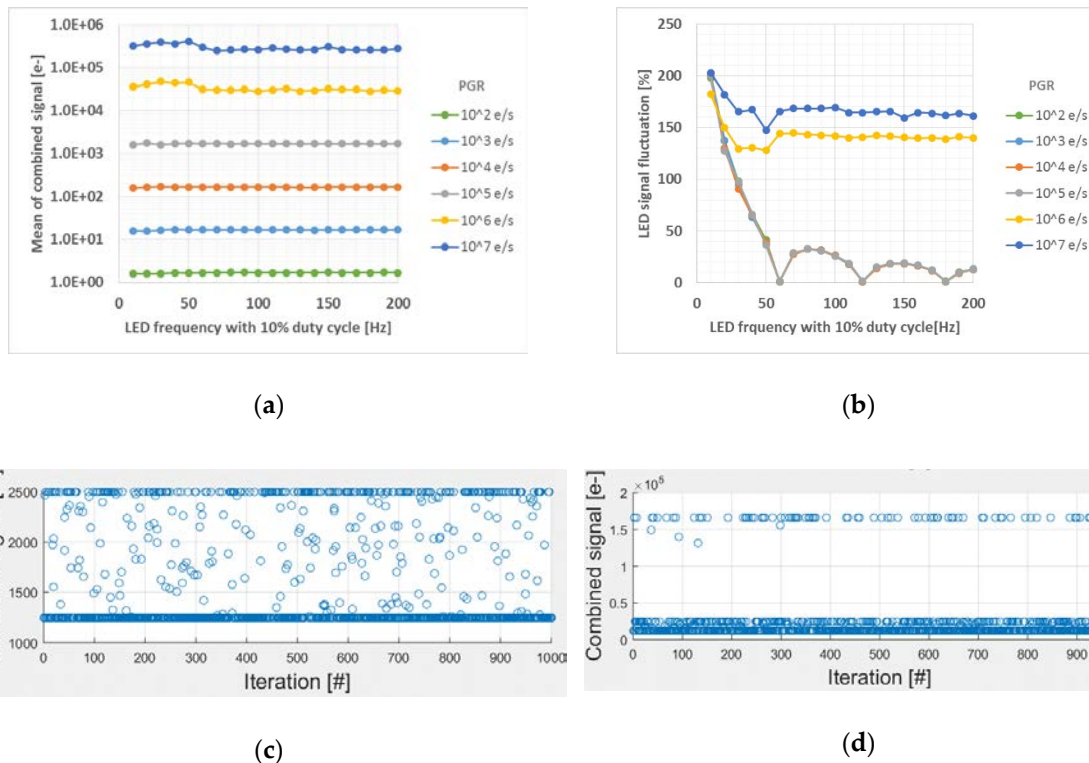 1.0E+06
1.0E+05
1.0E+04
1.0E+03
1.0E+02
1.0E+01
1.0E+00
Mean of combined signal [e-]
0 50 100 150 200
LED frequency with 10% duty cycle [Hz]
PGR
10^2 e/s
10^3 e/s
10^4 e/s
10^5 e/s
10^6 e/s
10^7 e/s
(a)
250
200
150
100
50
0
LED signal fluctuation [%]
0 50 100 150 200
LED frquency with 10% duty cycle[Hz]
PGR
10^2 e/s
10^3 e/s
10^4 e/s
10^5 e/s
10^6 e/s
10^7 e/s
(b)
2500
2000
1500
1000
0 100 200 300 400 500 600 700 800 900 1000
Iteration [#]
(c)
Combined signal [e-]
× 10^5
2
1.5
1
0.5
0
0 100 200 300 400 500 600 700 800 900
Iteration [#]
(d)